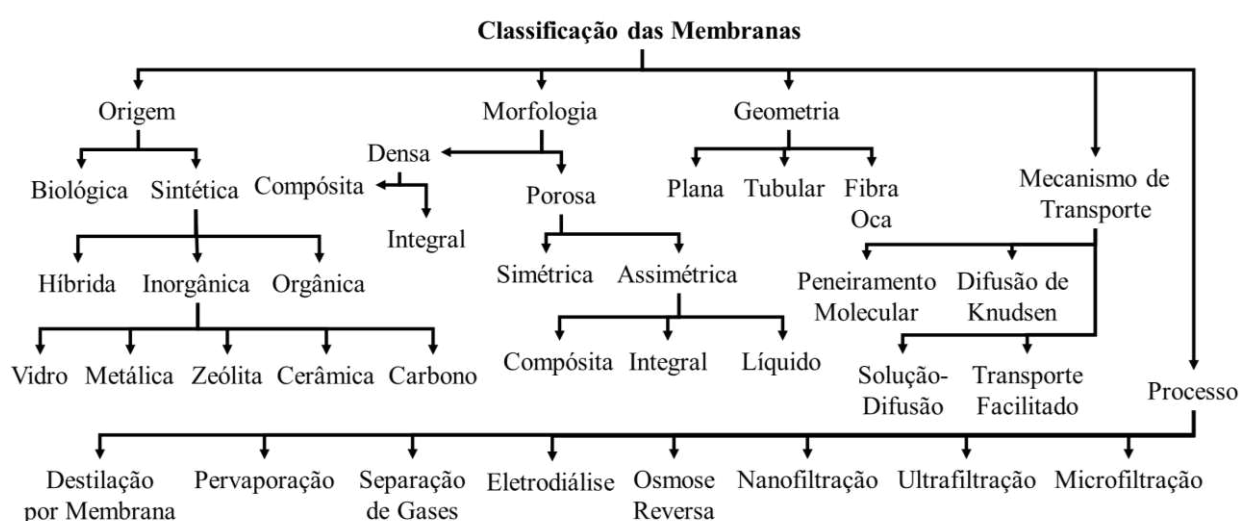 Classificação das Membranas
Origem
Morfologia
Geometria
Densa
Biológica
Sintética
Compósita
Porosa
Plana
Tubular
Fibra
Oca
Mecanismo de
Transporte
Integral
Híbrida
Inorgânica
Orgânica
Simétrica
Assimétrica
Peneiramento
Molecular
Difusão de
Knudsen
Vidro
Metálica
Zeólita
Cerâmica
Carbono
Compósita
Integral
Líquido
Solução-
Difusão
Transporte
Facilitado
Processo
Destilação
por Membrana
Pervaporação
Separação
de Gases
Eletrodiálise
Osmose
Reversa
Nanofiltração
Ultrafiltração
Microfiltração